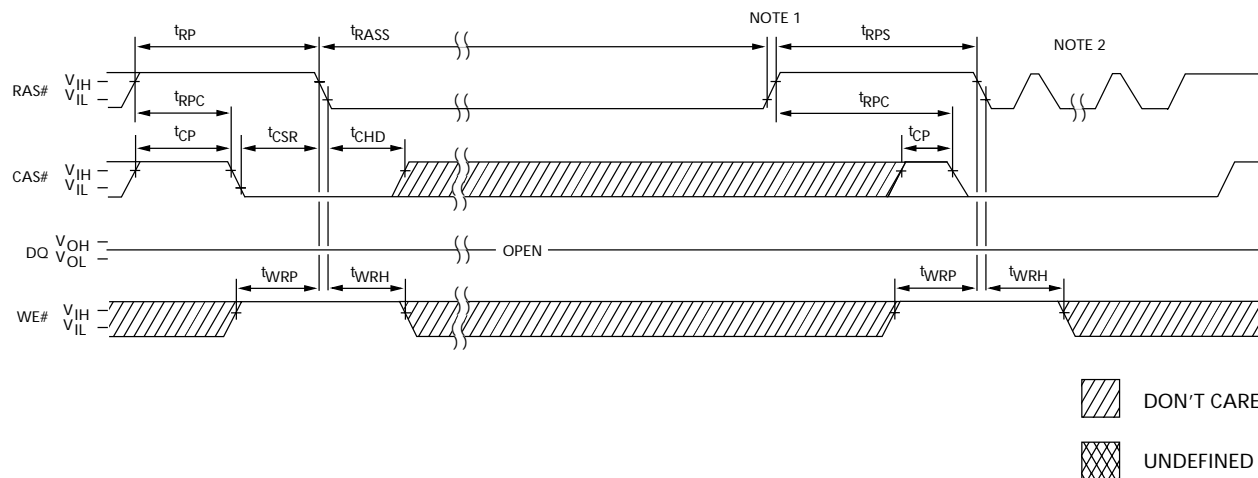 NOTE 1
tRP
tRASS
tRPS
NOTE 2
RAS#
VIH
VIL
tRPC
tRPC
tCP
tCSR
tCHD
tCP
CAS#
VIH
VIL
DQ
VOH
VOL
OPEN
tWRP
tWRH
tWRP
tWRH
WE#
VIH
VIL
DON'T CARE
UNDEFINED